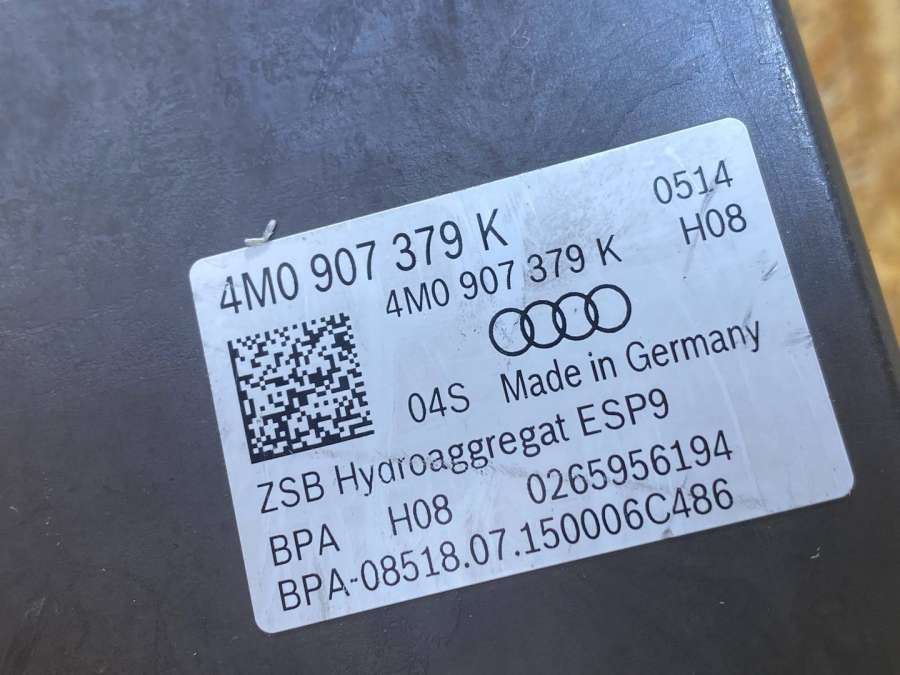 4M0 907 379 K
0514
4M0 907 379 K
H08
04S Made in Germany
ZSB Hydroaggregat ESP9
BPA H08 0265956194
BPA-08518.07.150006C486